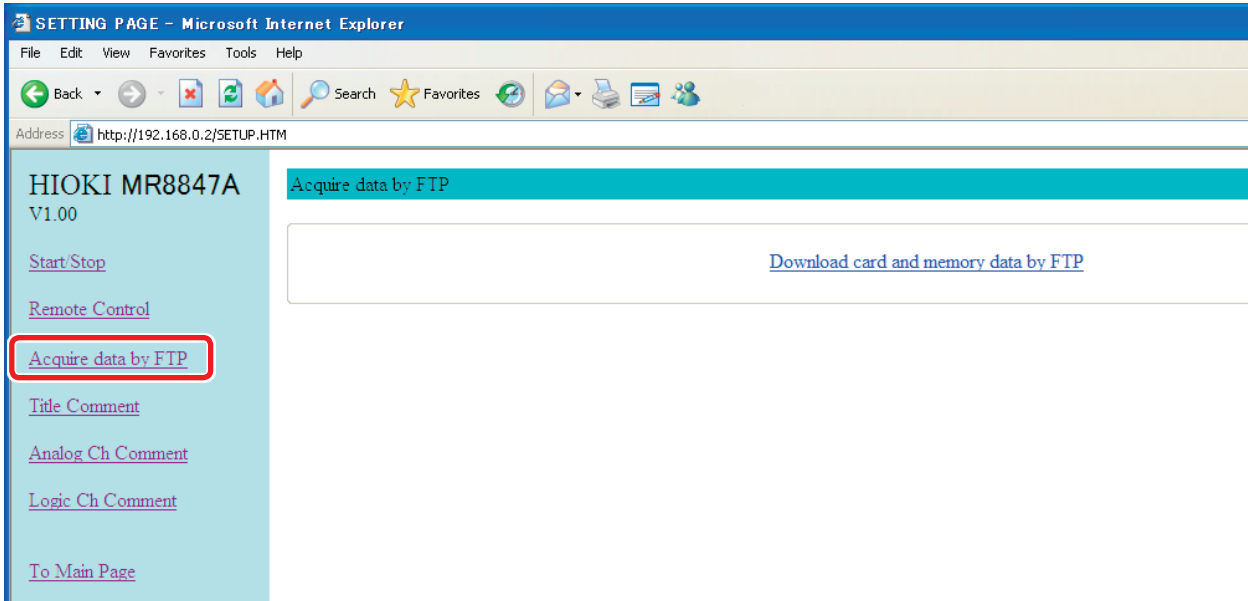 SETTING PAGE - Microsoft Internet Explorer
File Edit View Favorites Tools Help
Back Search Favorites
Address http://192.168.0.2/SETUP.HTM
HIOKI MR8847A
V1.00
Start/Stop
Remote Control
Acquire data by FTP
Title Comment
Analog Ch Comment
Logic Ch Comment
To Main Page
Acquire data by FTP
Download card and memory data by FTP